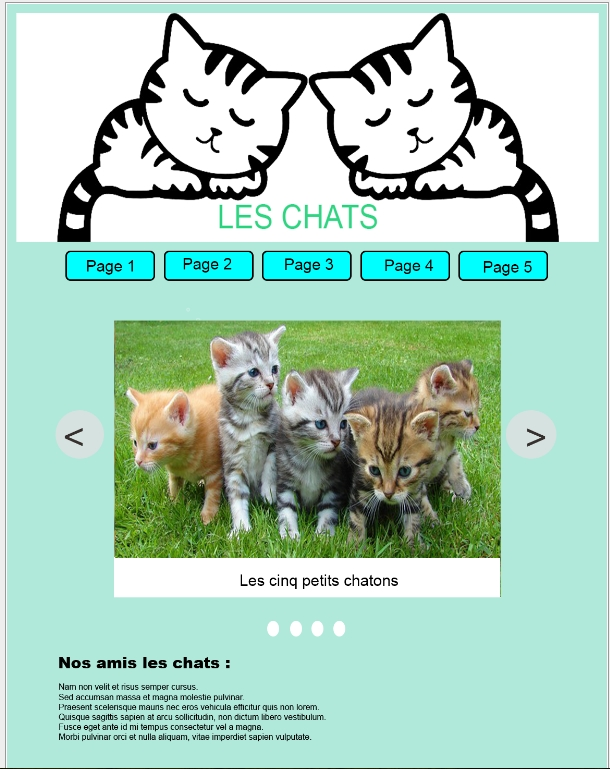 LES CHATS
Page 1 Page 2 Page 3 Page 4 Page 5
< >
Les cinq petits chatons
Nos amis les chats :
Nam non velit et risus semper cursus.
Sed accumsan massa et magna molestie pulvinar.
Praesent scelerisque mauris nec eros vehicula efficitur quis non lorem.
Quisque sagittis sapien at arcu sollicitudin, non dictum libero vestibulum.
Fusce eget ante id mi tempus consectetur vel a magna.
Morbi pulvinar orci et nulla aliquam, vitae imperdiet sapien vulputate.